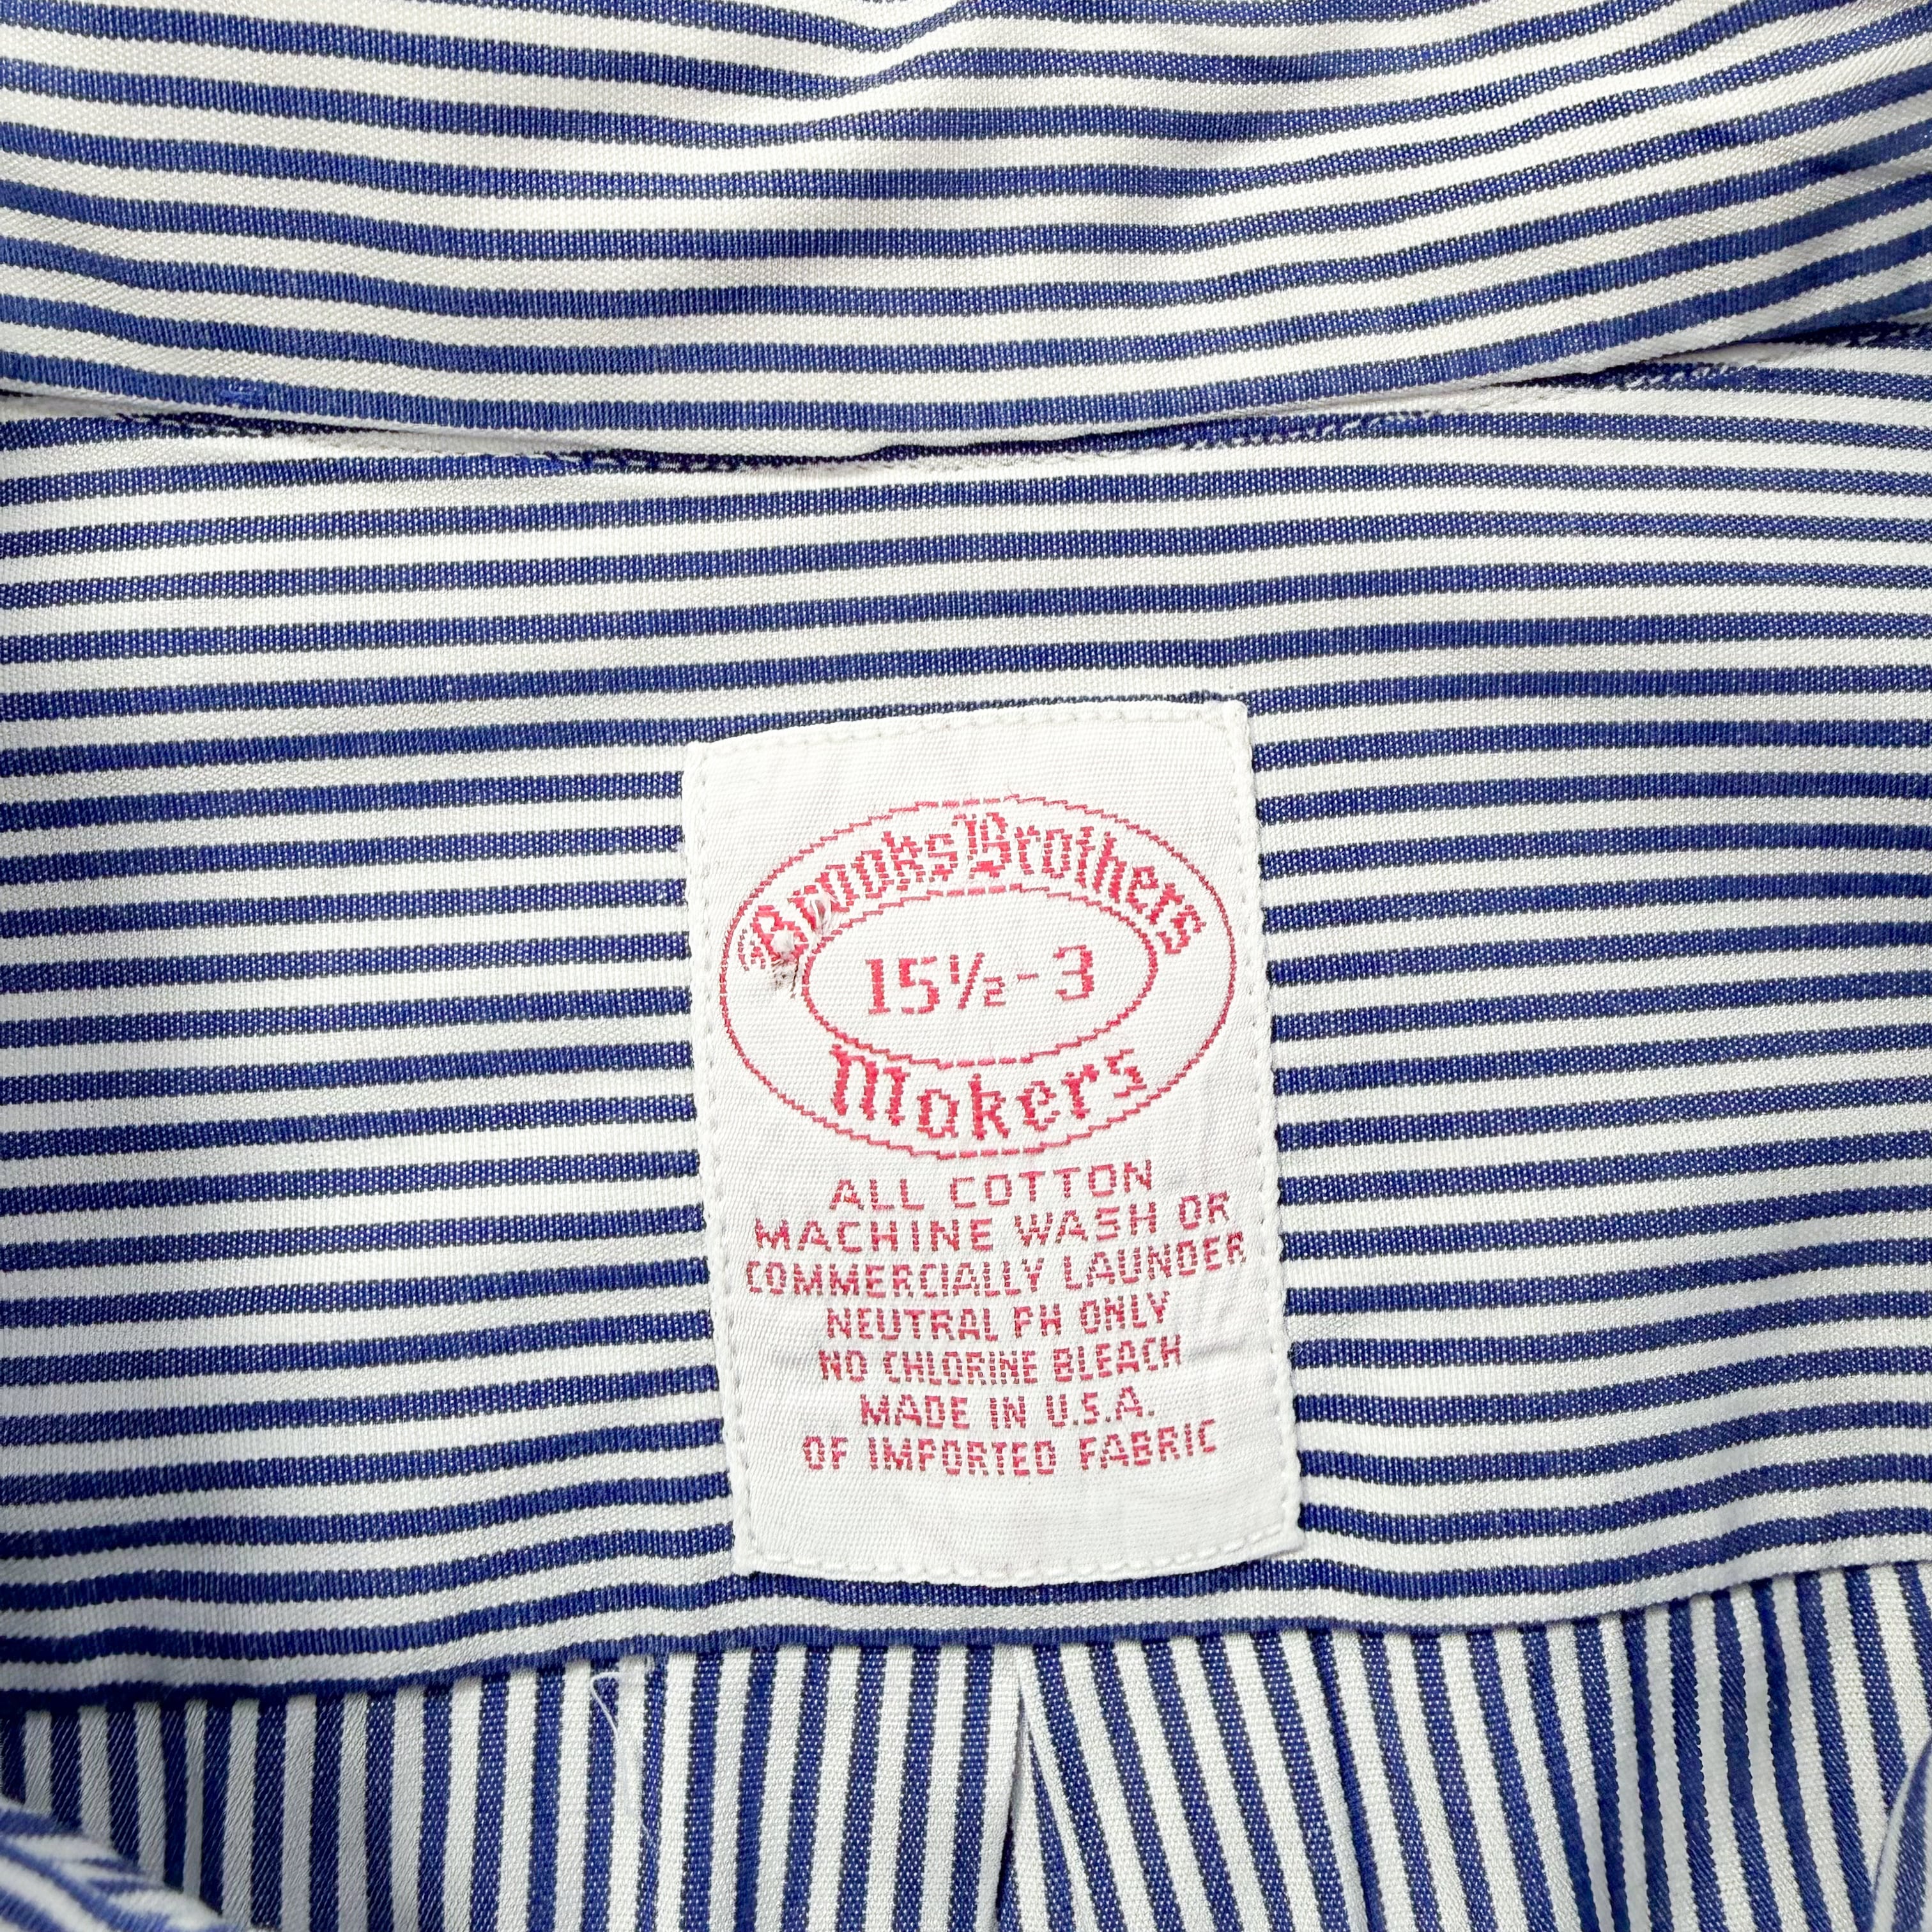 Brooks Brothers
15½-3
Makers
ALL COTTON
MACHINE WASH OR
COMMERCIALLY LAUNDER
NEUTRAL PH ONLY
NO CHLORINE BLEACH
MADE IN U.S.A.
OF IMPORTED FABRIC